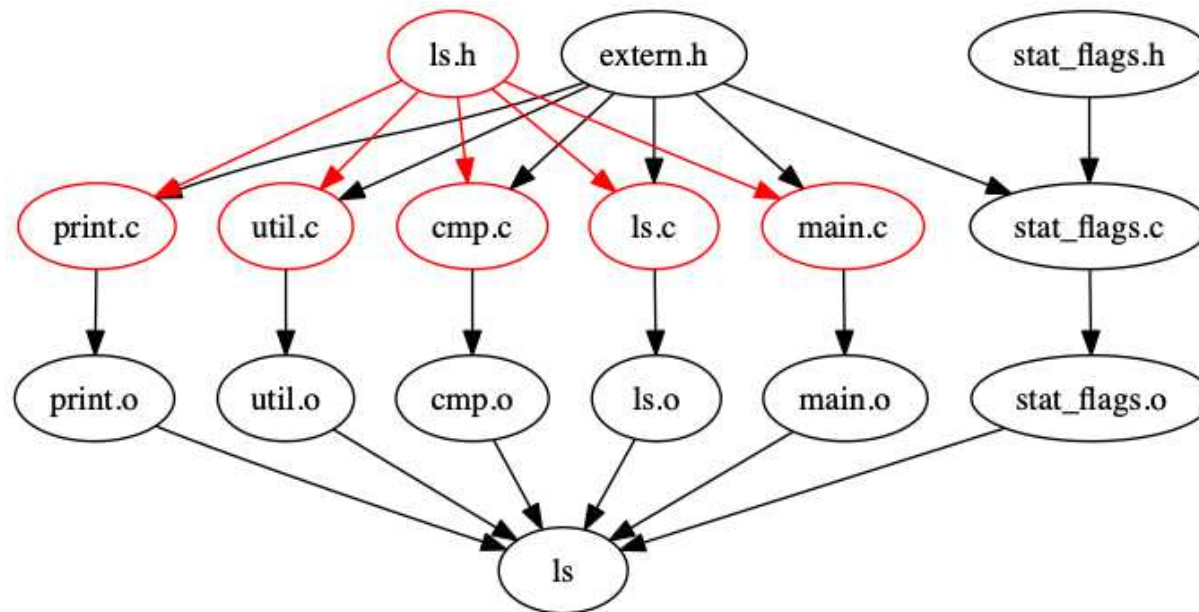 ls.h
extern.h
stat_flags.h
print.c
util.c
cmp.c
ls.c
main.c
stat_flags.c
print.o
util.o
cmp.o
ls.o
main.o
stat_flags.o
ls